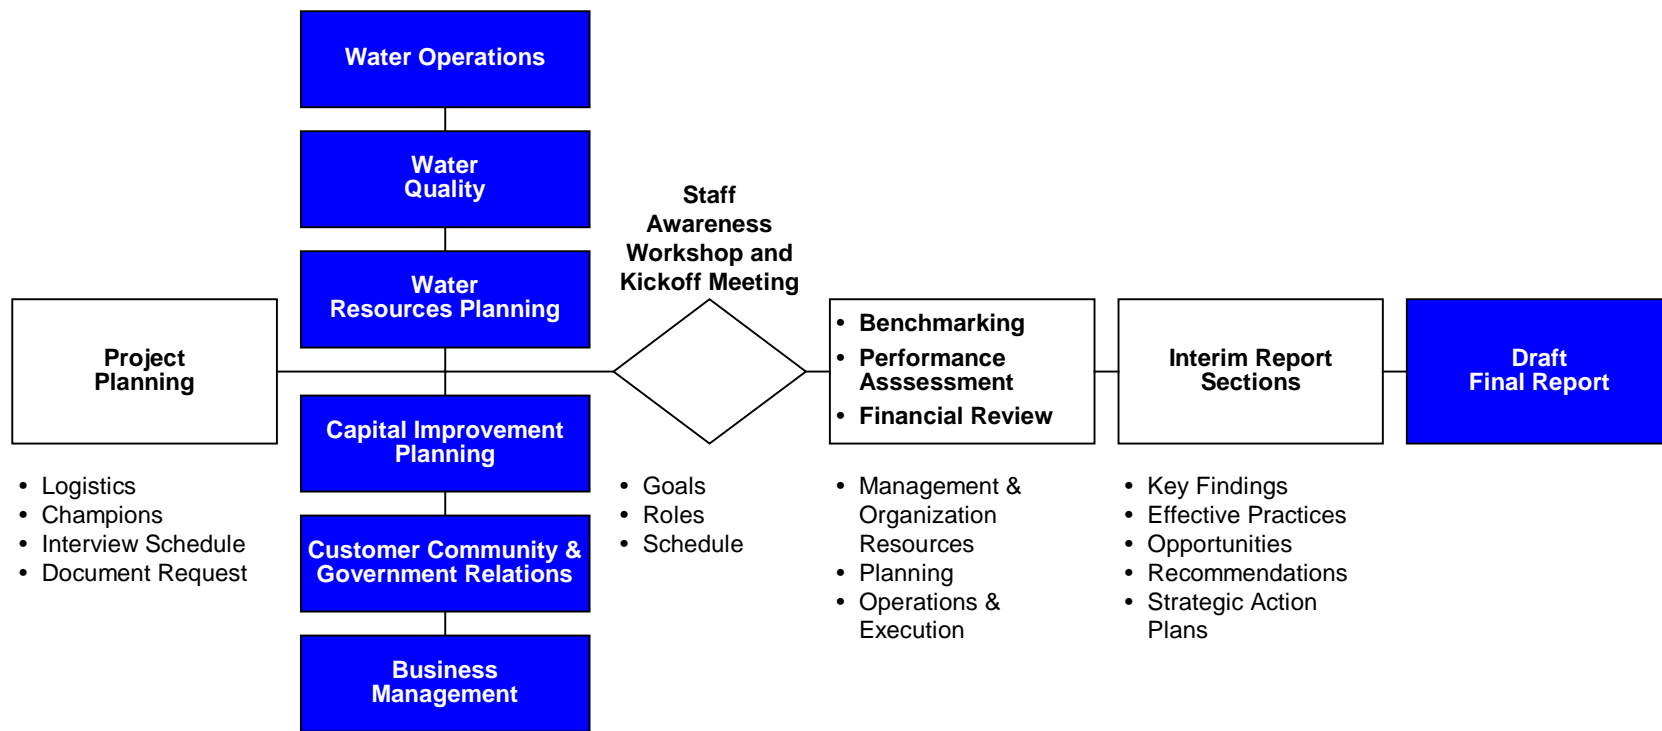 Water Operations
Water
Quality
Water
Resources Planning
Project
Planning
• Logistics
• Champions
• Interview Schedule
• Document Request
Capital Improvement
Planning
Customer Community &
Government Relations
Business
Management
Staff
Awareness
Workshop and
Kickoff Meeting
• Goals
• Roles
• Schedule
• Benchmarking
• Performance
Asssessment
• Financial Review
• Management &
Organization
Resources
• Planning
• Operations &
Execution
Interim Report
Sections
• Key Findings
• Effective Practices
• Opportunities
• Recommendations
• Strategic Action
Plans
Draft
Final Report